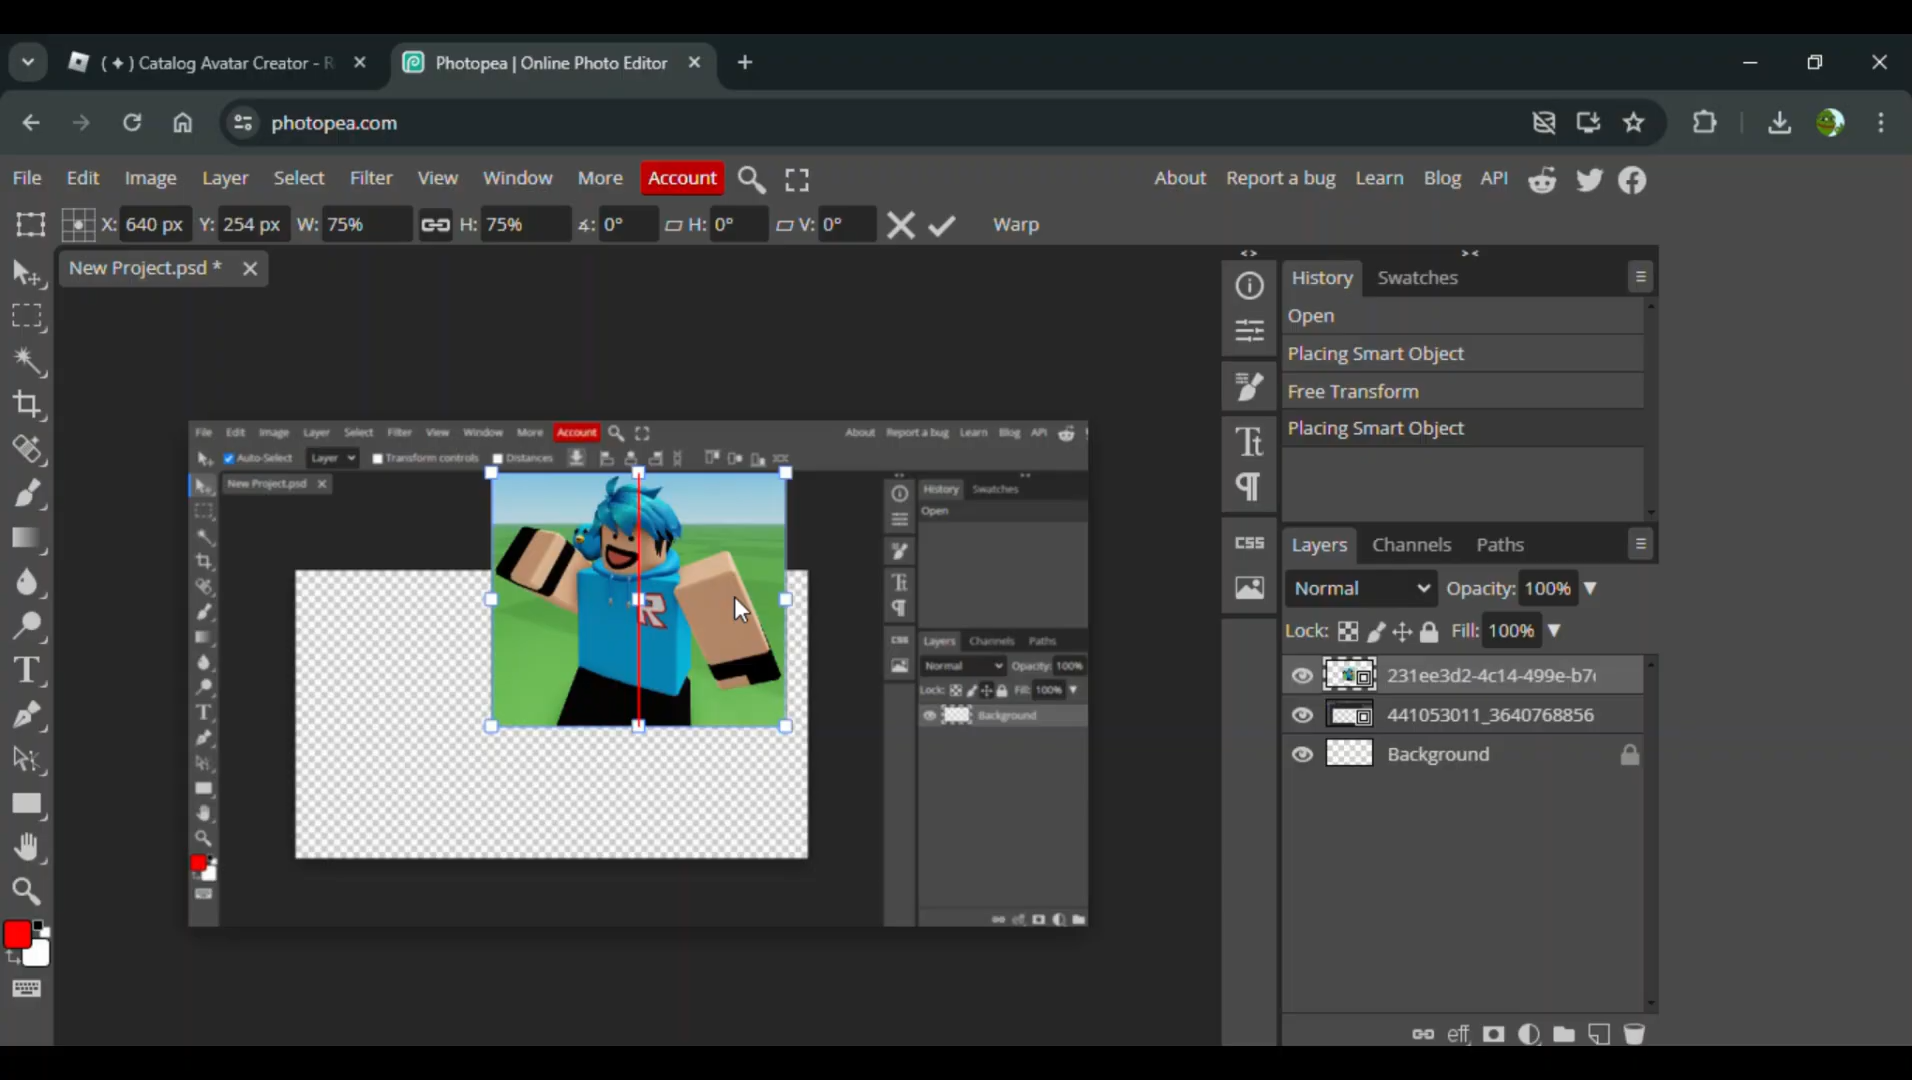 ( ✦ ) Catalog Avatar Creator - R
Photopea | Online Photo Editor
photopea.com
File Edit Image Layer Select Filter View Window More Account
About Report a bug Learn Blog API
X: 640 px Y: 254 px W: 75% H: 75% ∡: 0° H: 0° V: 0° Warp
New Project.psd *
History Swatches
Open
Placing Smart Object
Free Transform
Placing Smart Object
CSS
Layers Channels Paths
Normal Opacity: 100%
Lock: Fill: 100%
231ee3d2-4c14-499e-b7
441053011_3640768856
Background
eff
File Edit Image Layer Select Filter View Window More Account
About Report a bug Learn Blog API
Auto-Select Layer Transform controls Distances
New Project.psd
History Swatches
Open
CSS
Layers Channels Paths
Normal Opacity: 100%
Lock: Fill: 100%
Background
eff
R